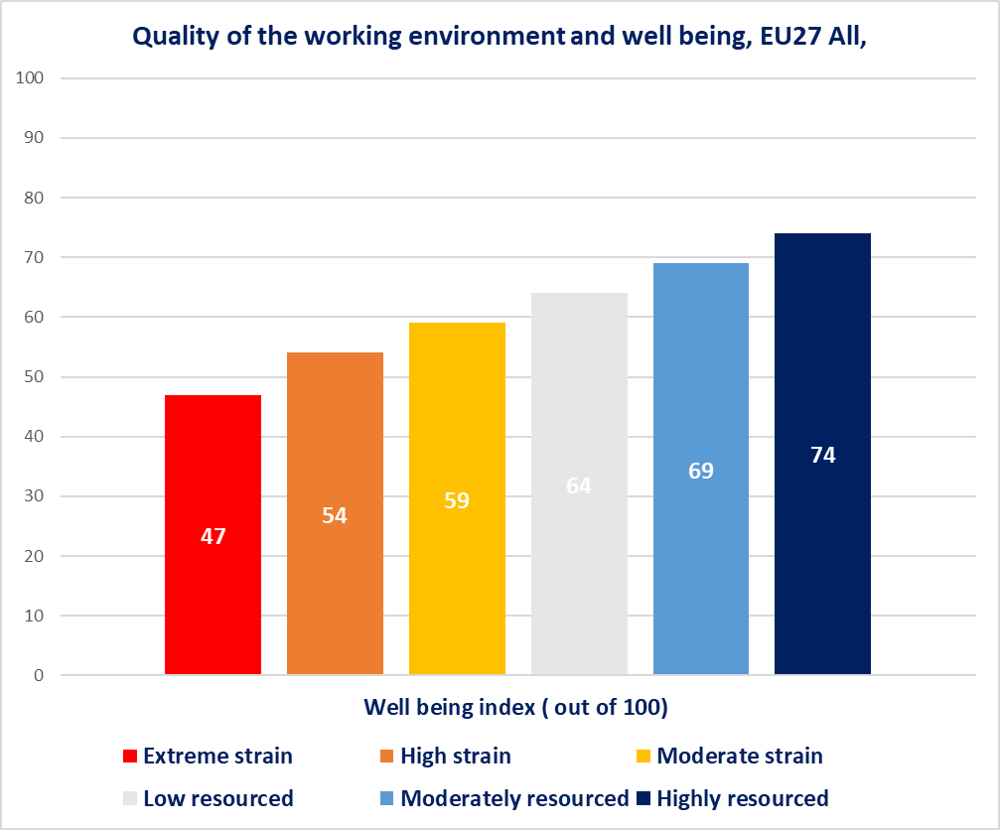 Quality of the working environment and well being, EU27 All,
100
90
80
70
60
50
40
30
20
10
0
47
54
59
64
69
74
Well being index ( out of 100)
Extreme strain
High strain
Moderate strain
Low resourced
Moderately resourced
Highly resourced